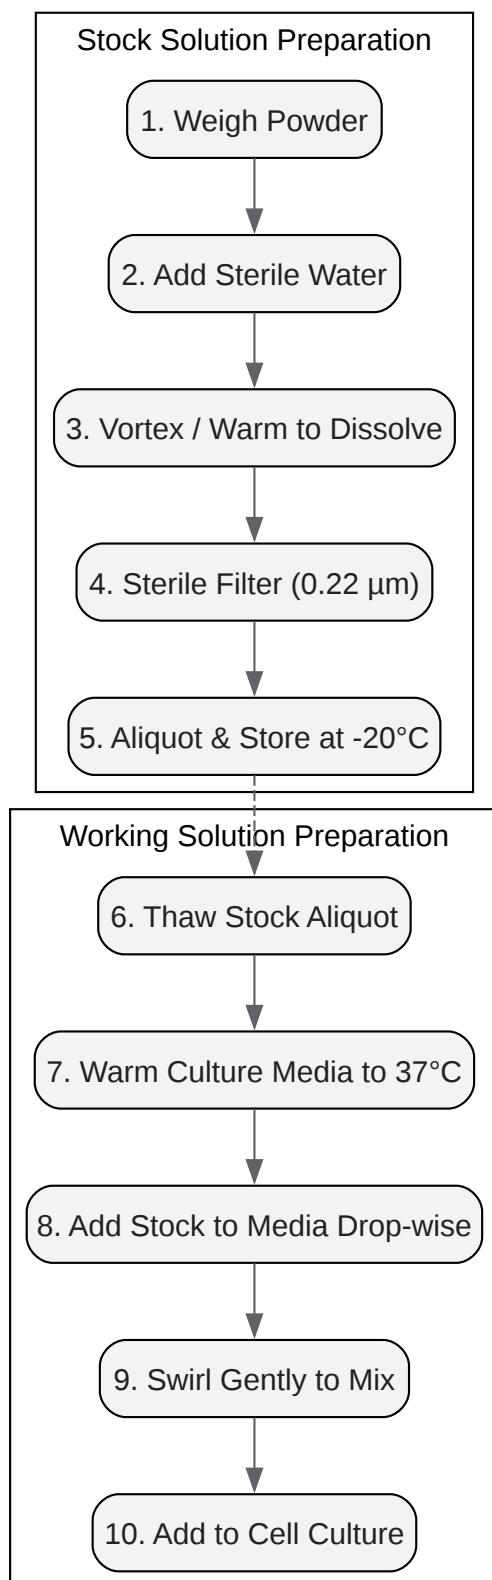 Stock Solution Preparation
1. Weigh Powder
2. Add Sterile Water
3. Vortex / Warm to Dissolve
4. Sterile Filter (0.22 µm)
5. Aliquot & Store at -20°C
Working Solution Preparation
6. Thaw Stock Aliquot
7. Warm Culture Media to 37°C
8. Add Stock to Media Drop-wise
9. Swirl Gently to Mix
10. Add to Cell Culture